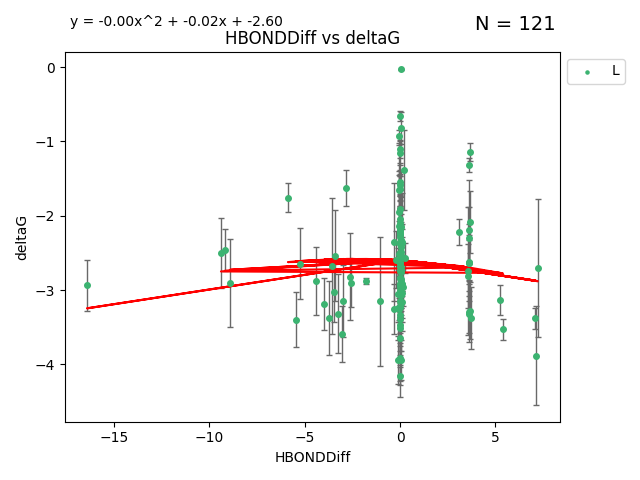 y = -0.00x^2 + -0.02x + -2.60
N = 121
HBONDDiff vs deltaG
L
0
−1
−2
−3
−4
deltaG
−15
−10
−5
0
5
HBONDDiff